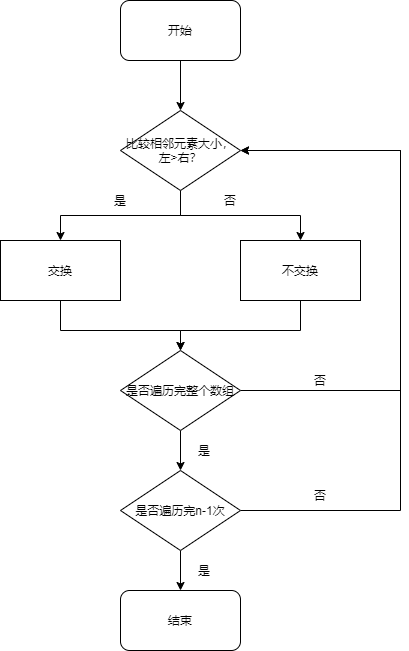 开始
比较相邻元素大小，
左>右?
是
否
交换
不交换
是否遍历完整个数组
否
是
是否遍历完n-1次
否
是
结束